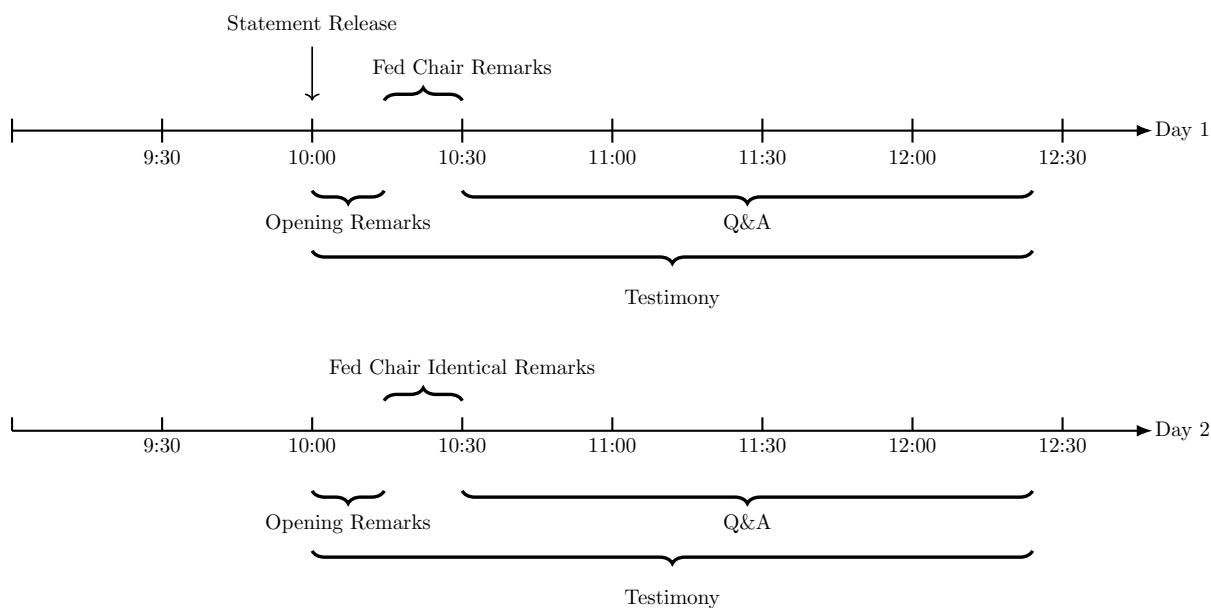 Statement Release
Fed Chair Remarks
Day 1
9:30 10:00 10:30 11:00 11:30 12:00 12:30
Opening Remarks Q&A
Testimony
Fed Chair Identical Remarks
Day 2
9:30 10:00 10:30 11:00 11:30 12:00 12:30
Opening Remarks Q&A
Testimony